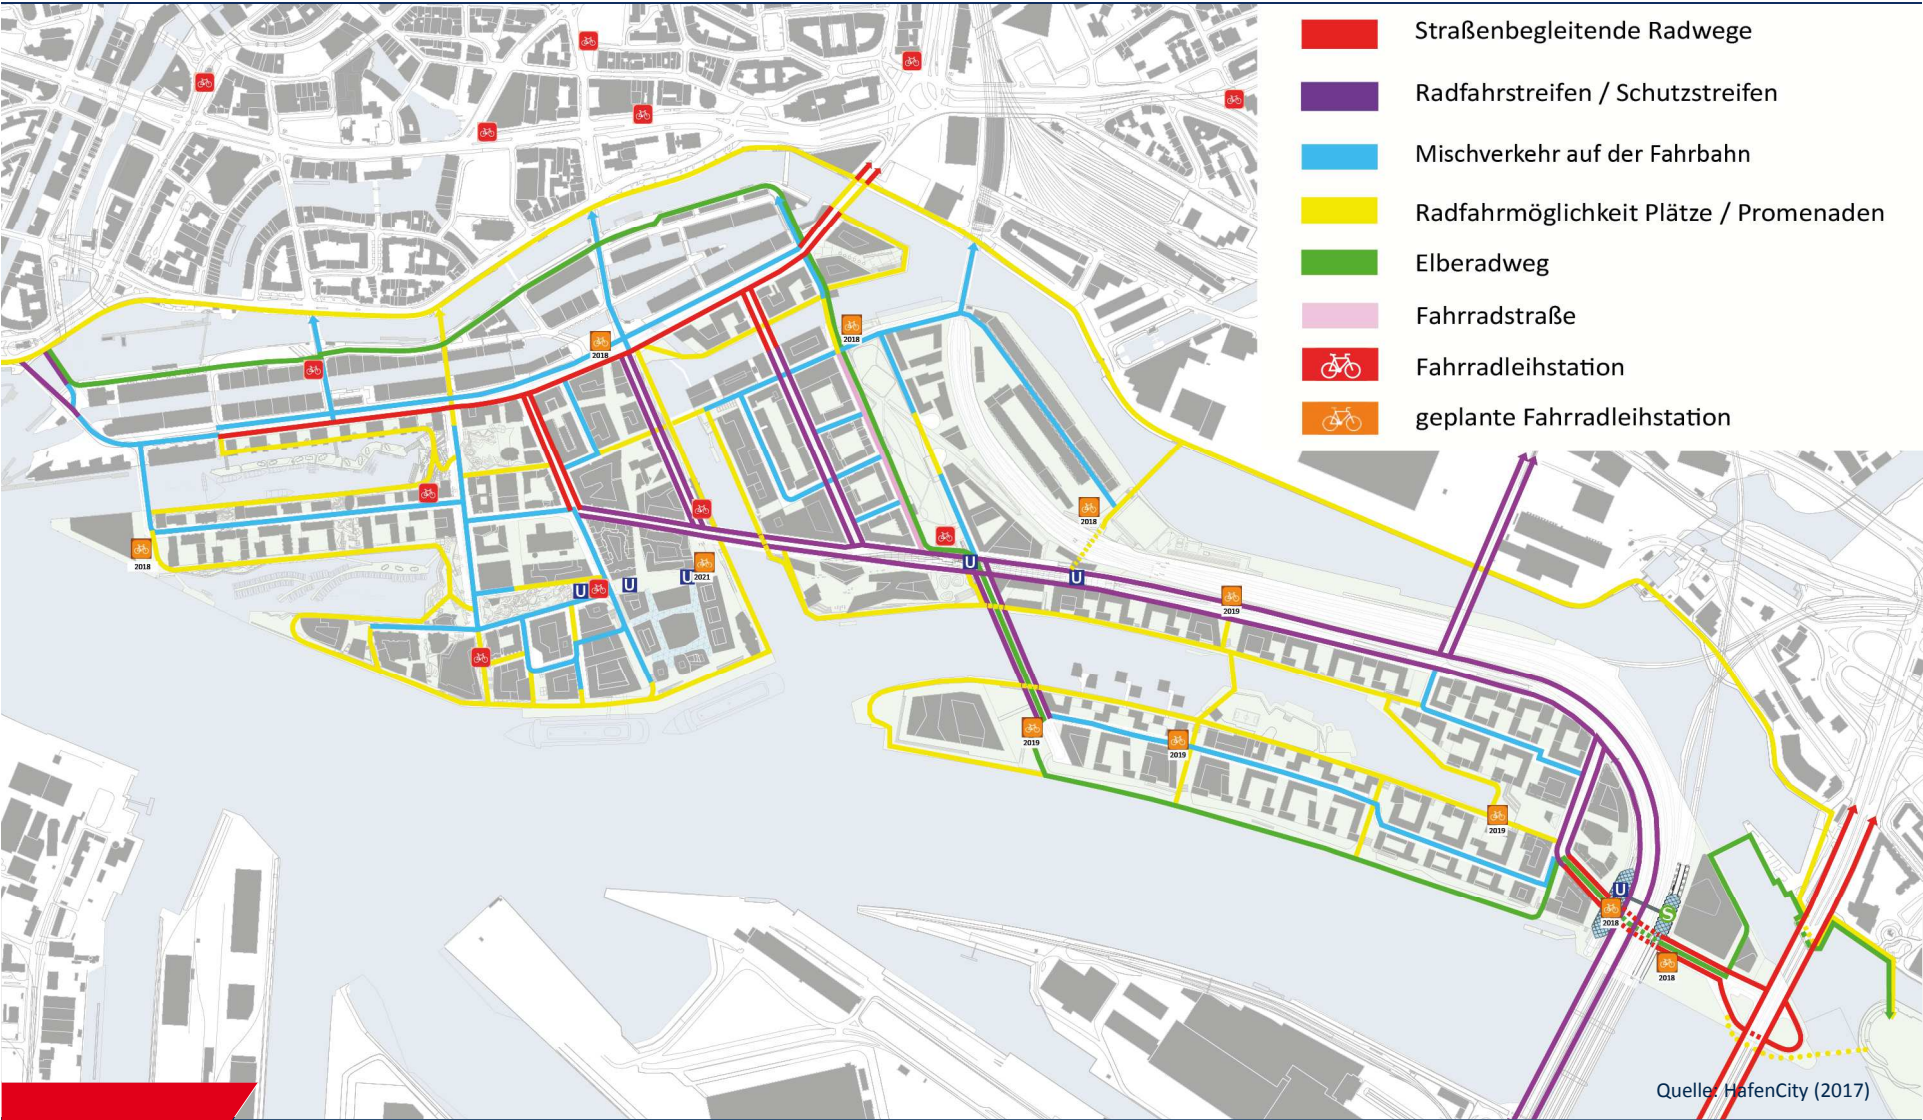 Straßenbegleitende Radwege
Radfahrstreifen / Schutzstreifen
Mischverkehr auf der Fahrbahn
Radfahrmöglichkeit Plätze / Promenaden
Elberadweg
Fahrradstraße
Fahrradleihstation
geplante Fahrradleihstation
2018
2018
2018
2018
U
U
U
U
U
2021
2019
2019
2019
2019
U
S
2018
2018
Quelle: HafenCity (2017)